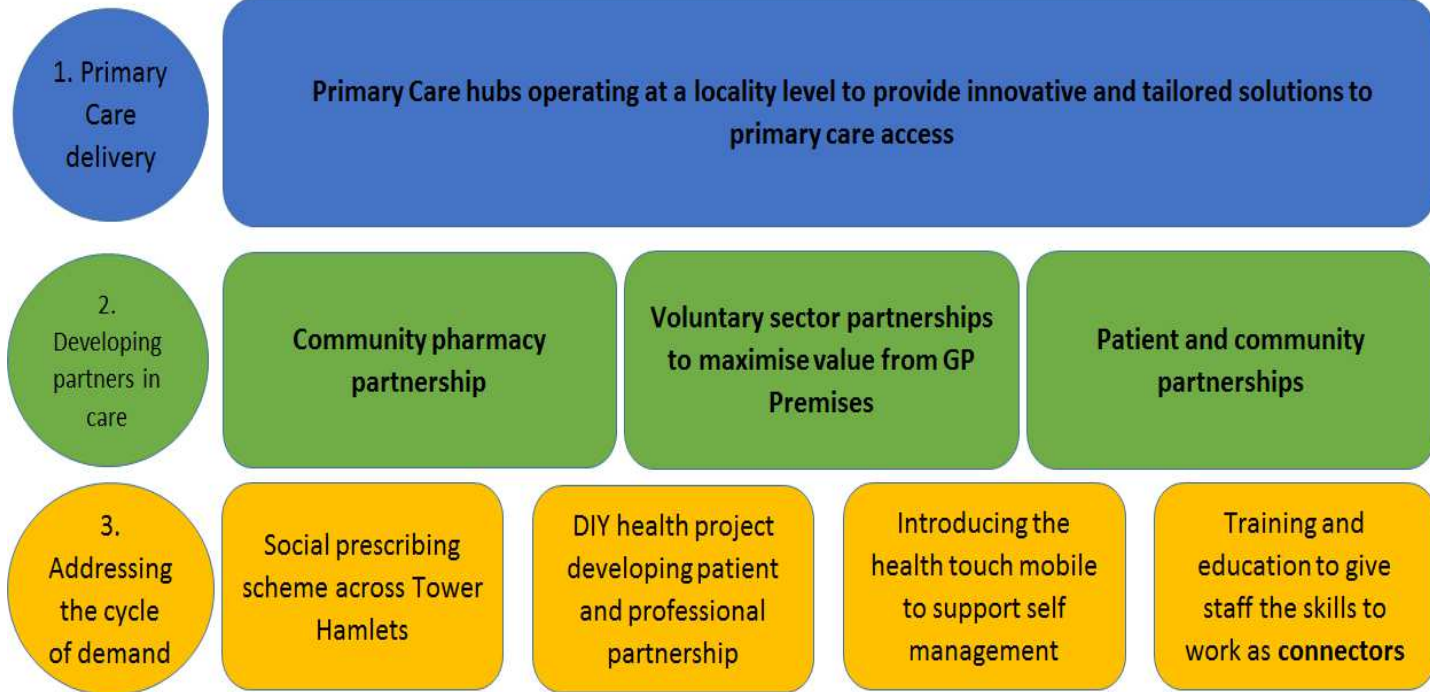 1. Primary
Care
delivery
Primary Care hubs operating at a locality level to provide innovative and tailored solutions to
primary care access
2.
Developing
partners in
care
Community pharmacy
partnership
Voluntary sector partnerships
to maximise value from GP
Premises
Patient and community
partnerships
3.
Addressing
the cycle
of demand
Social prescribing
scheme across Tower
Hamlets
DIY health project
developing patient
and professional
partnership
Introducing the
health touch mobile
to support self
management
Training and
education to give
staff the skills to
work as connectors